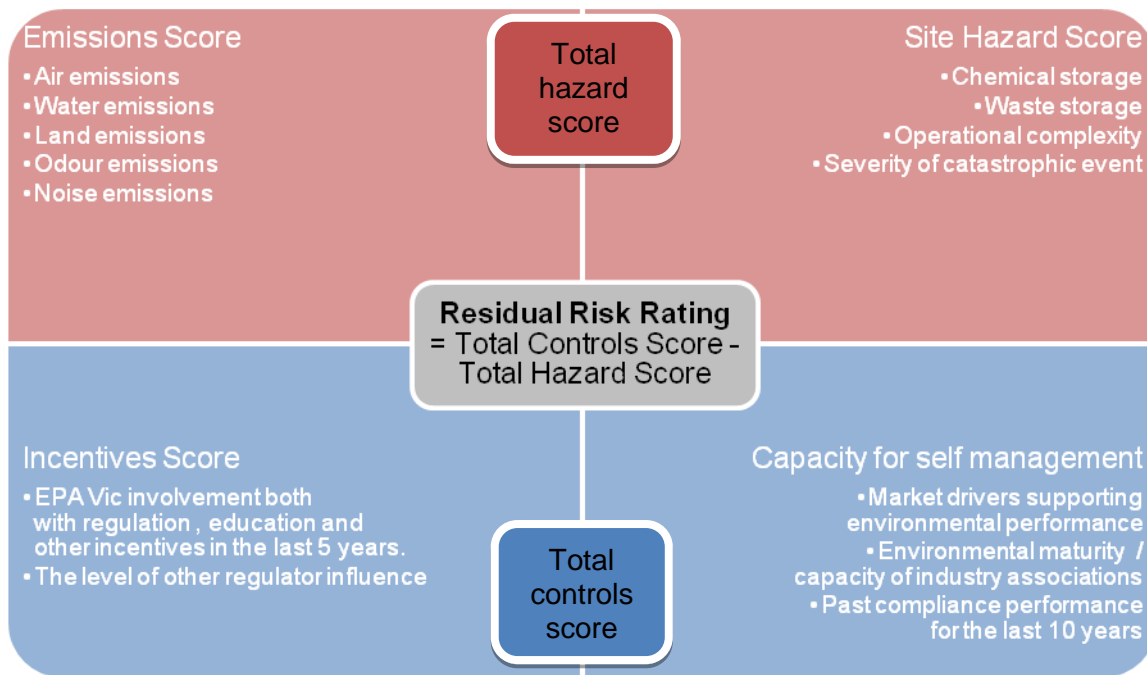 Emissions Score
▪ Air emissions
▪ Water emissions
▪ Land emissions
▪ Odour emissions
▪ Noise emissions
Total
hazard
score
Site Hazard Score
▪ Chemical storage
▪ Waste storage
▪ Operational complexity
▪ Severity of catastrophic event
Residual Risk Rating
= Total Controls Score -
Total Hazard Score
Incentives Score
▪ EPA Vic involvement both
with regulation , education and
other incentives in the last 5 years.
▪ The level of other regulator influence
Total
controls
score
Capacity for self management
▪ Market drivers supporting
environmental performance
▪ Environmental maturity /
capacity of industry associations
▪ Past compliance performance
for the last 10 years